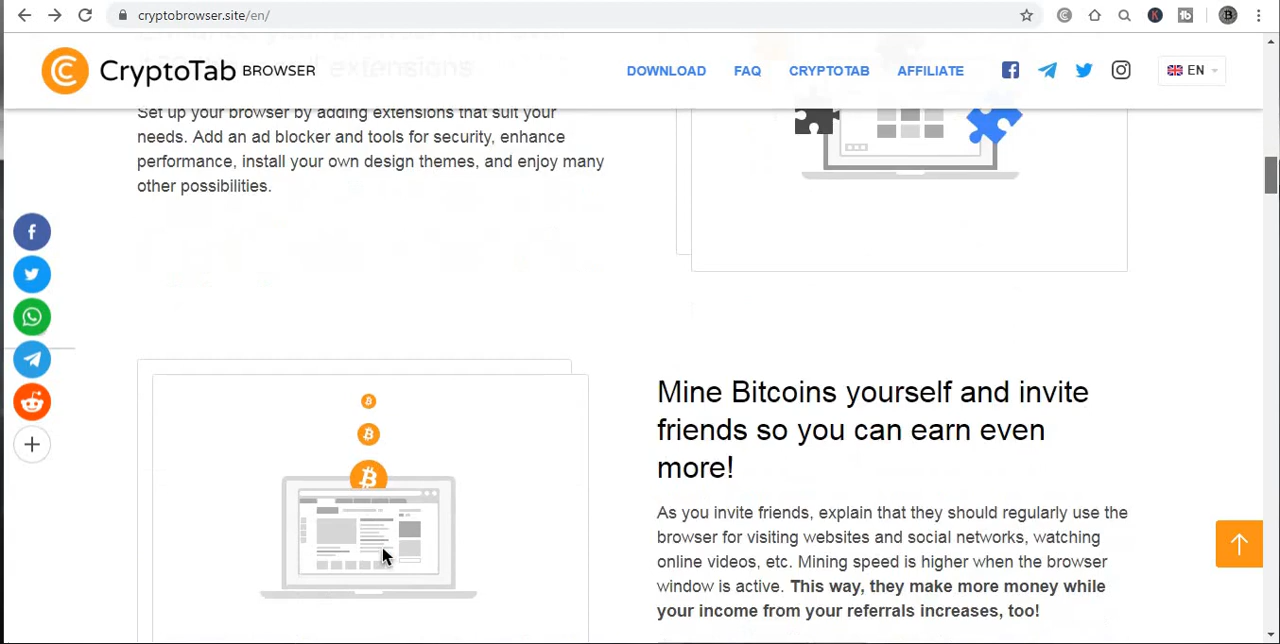 cryptobrowser.site/en/
CryptoTab BROWSER
DOWNLOAD
FAQ
CRYPTOTAB
AFFILIATE
EN
extensions
Set up your browser by adding extensions that suit your
needs. Add an ad blocker and tools for security, enhance
performance, install your own design themes, and enjoy many
other possibilities.
Mine Bitcoins yourself and invite
friends so you can earn even
more!
As you invite friends, explain that they should regularly use the
browser for visiting websites and social networks, watching
online videos, etc. Mining speed is higher when the browser
window is active. This way, they make more money while
your income from your referrals increases, too!